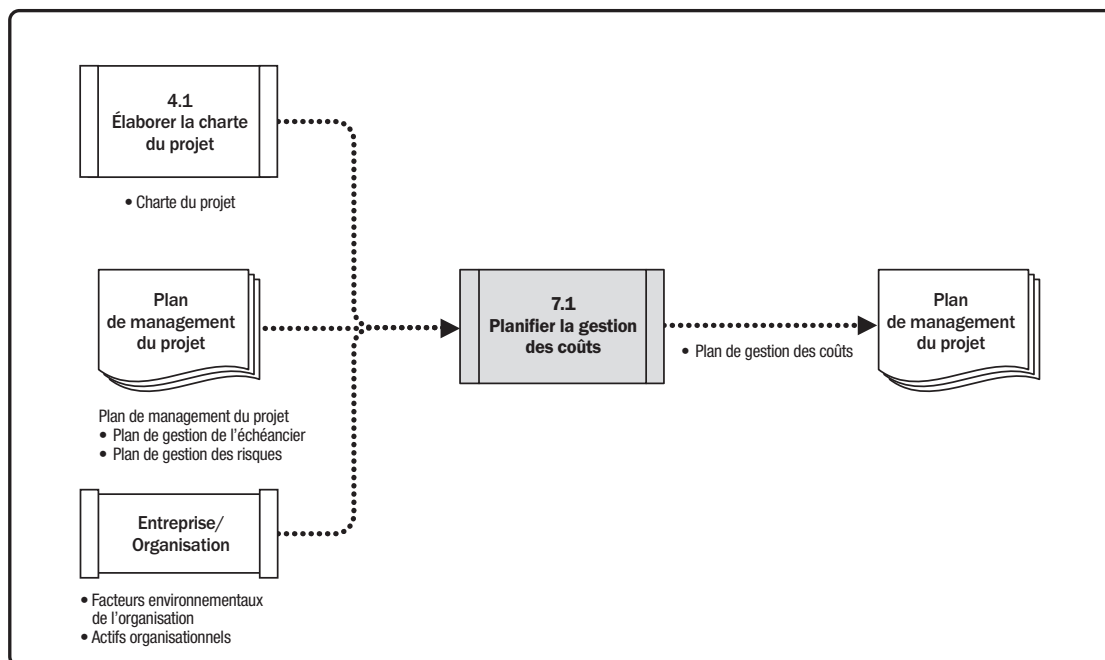 4.1
Élaborer la charte
du projet
• Charte du projet
Plan
de management
du projet
Plan de management du projet
• Plan de gestion de l'échéancier
• Plan de gestion des risques
Entreprise/
Organisation
• Facteurs environnementaux
de l'organisation
• Actifs organisationnels
7.1
Planifier la gestion
des coûts
• Plan de gestion des coûts
Plan
de management
du projet